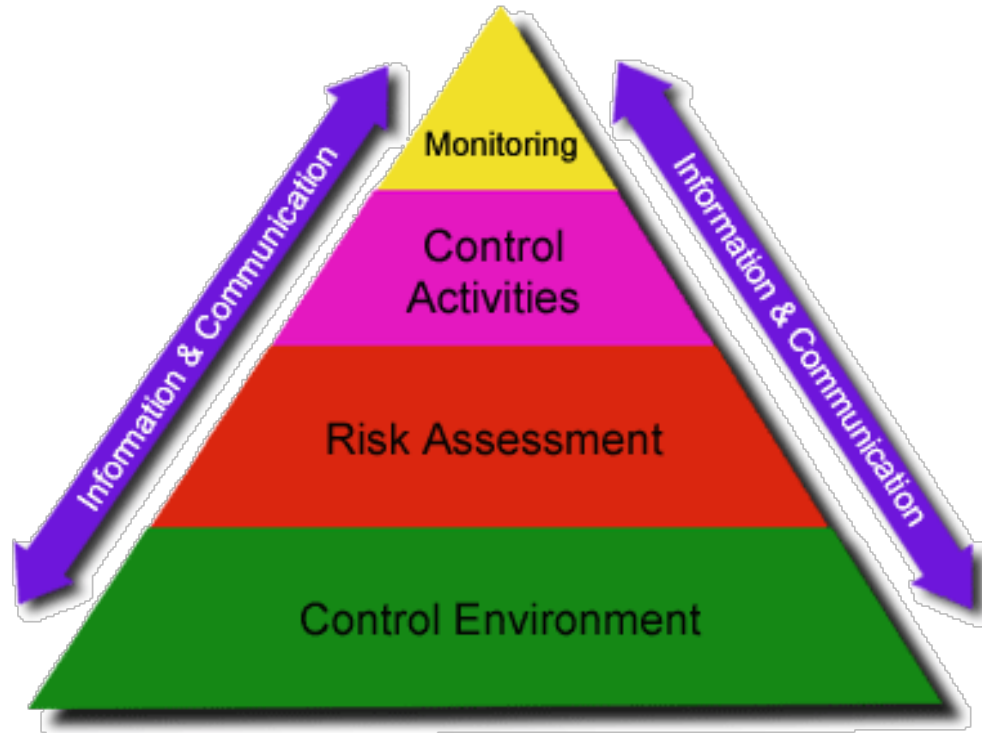 Monitoring
Information & Communication
Information & Communication
Control
Activities
Risk Assessment
Control Environment